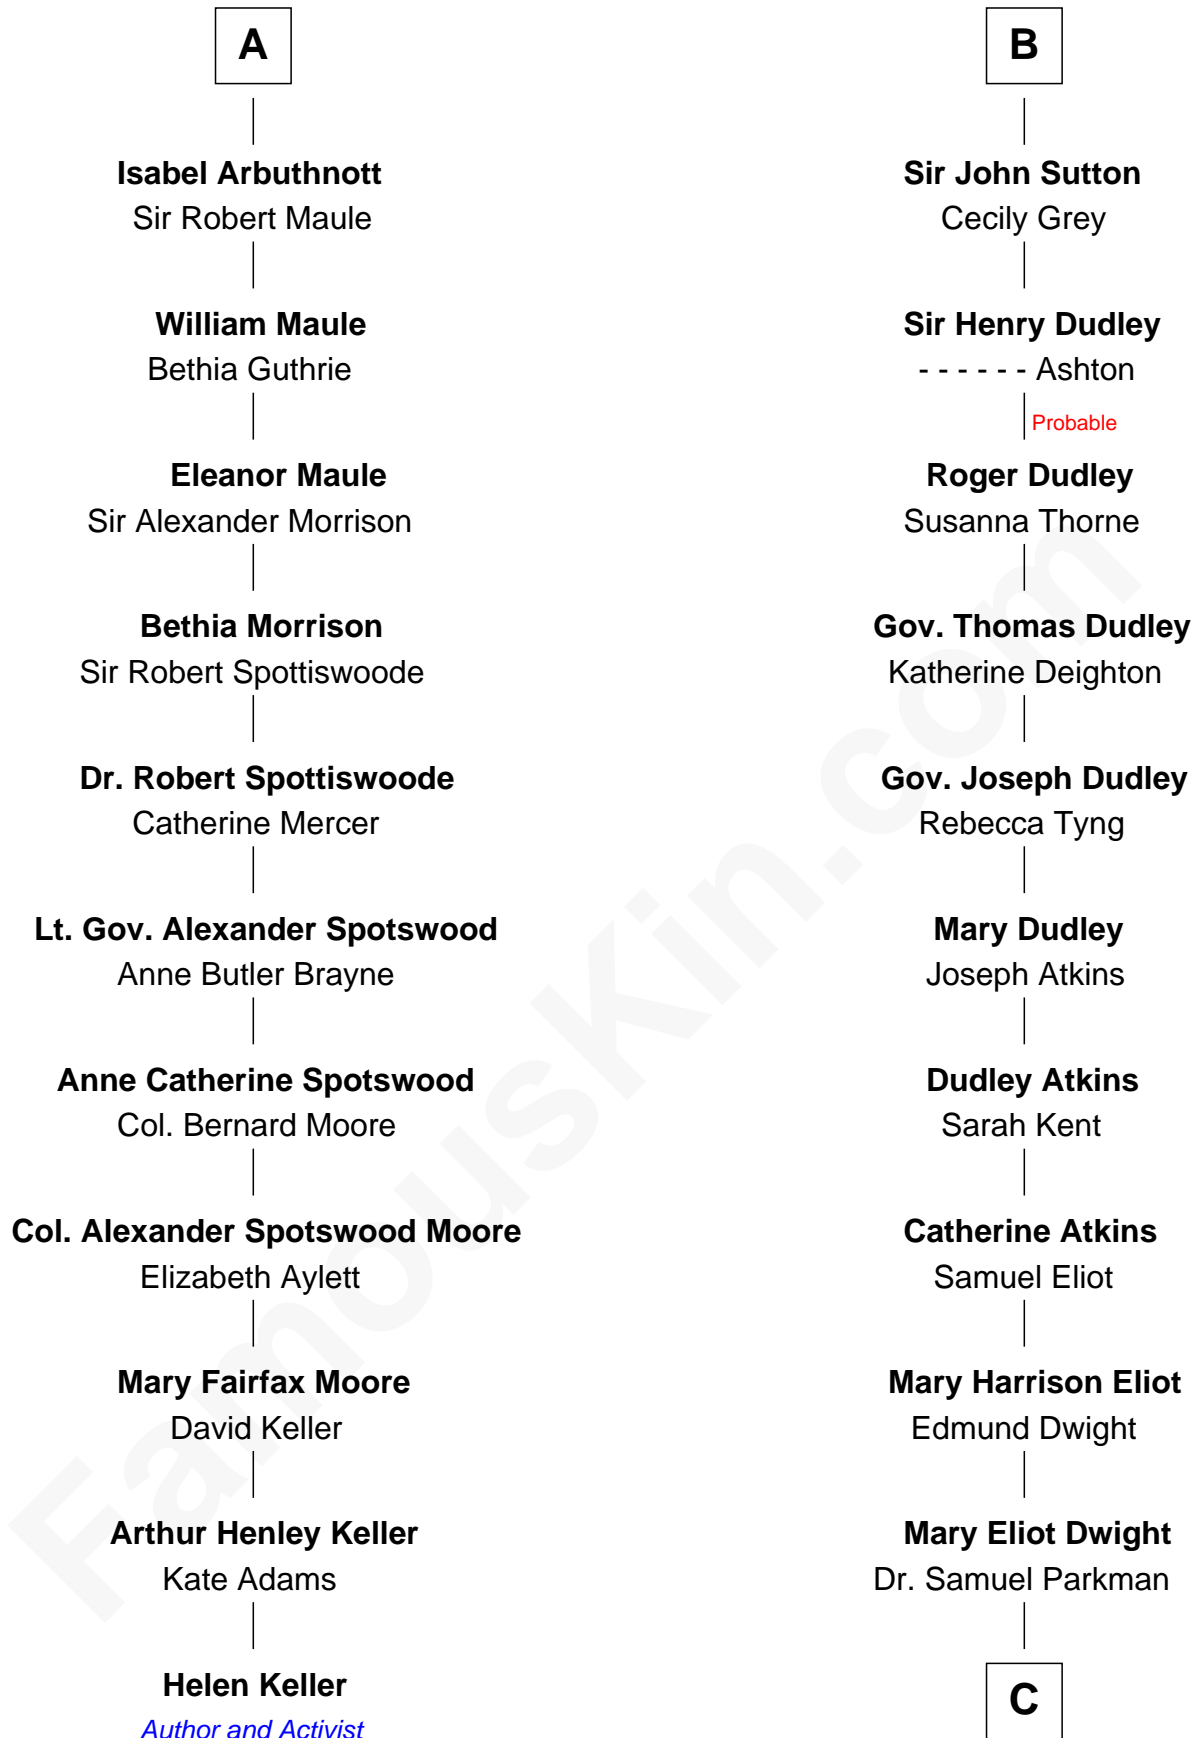 A
Isabel Arbuthnott
Sir Robert Maule
William Maule
Bethia Guthrie
Eleanor Maule
Sir Alexander Morrison
Bethia Morrison
Sir Robert Spottiswoode
Dr. Robert Spottiswoode
Catherine Mercer
Lt. Gov. Alexander Spotswood
Anne Butler Brayne
Anne Catherine Spotswood
Col. Bernard Moore
Col. Alexander Spotswood Moore
Elizabeth Aylett
Mary Fairfax Moore
David Keller
Arthur Henley Keller
Kate Adams
Helen Keller
Author and Activist
B
Sir John Sutton
Cecily Grey
Sir Henry Dudley
- - - - - - Ashton
Probable
Roger Dudley
Susanna Thorne
Gov. Thomas Dudley
Katherine Deighton
Gov. Joseph Dudley
Rebecca Tyng
Mary Dudley
Joseph Atkins
Dudley Atkins
Sarah Kent
Catherine Atkins
Samuel Eliot
Mary Harrison Eliot
Edmund Dwight
Mary Eliot Dwight
Dr. Samuel Parkman
C
FamousKin.com